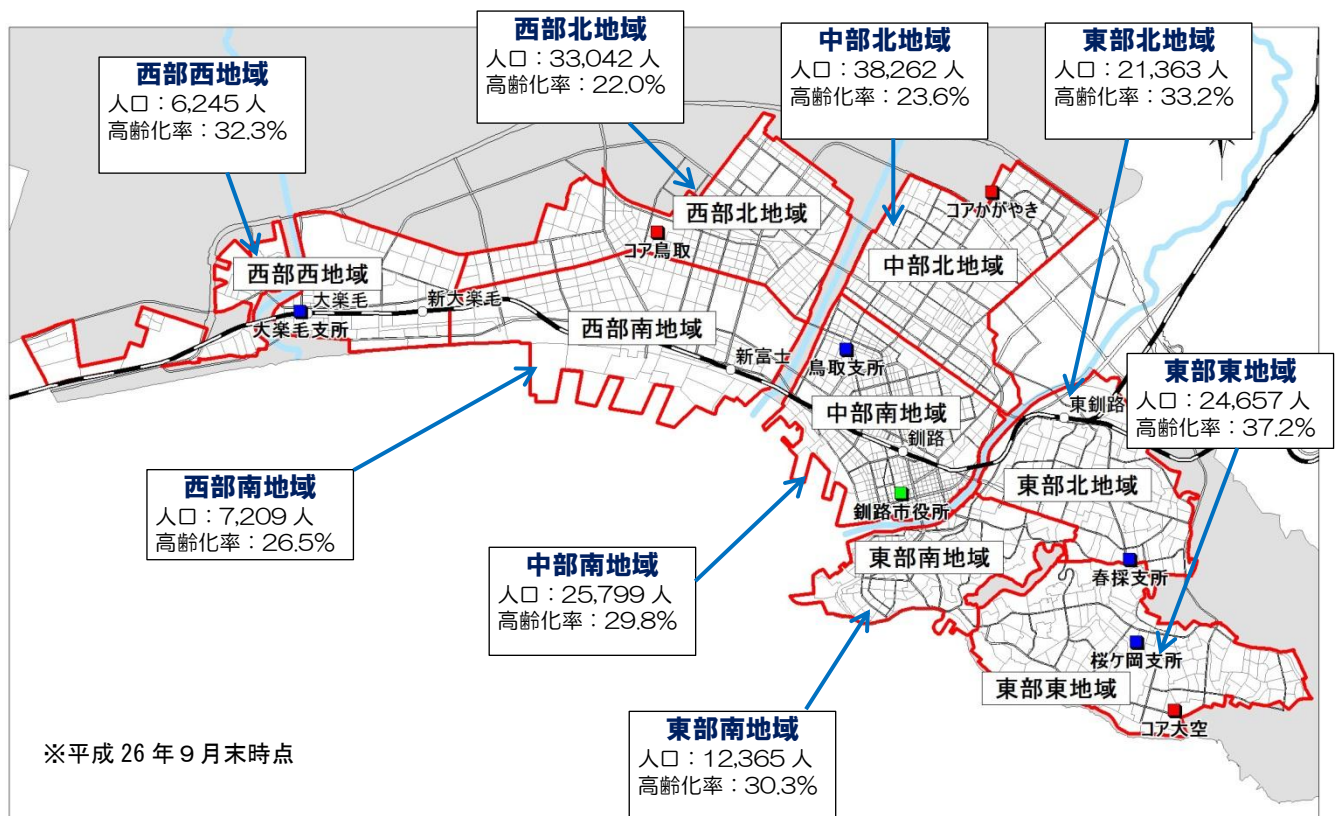 西部北地域
人口：33,042 人
高齢化率：22.0%
中部北地域
人口：38,262 人
高齢化率：23.6%
東部北地域
人口：21,363 人
高齢化率：33.2%
西部西地域
人口：6,245 人
高齢化率：32.3%
コアかがやき
西部北地域
コア鳥取
中部北地域
西部西地域
大楽毛
新大楽毛
大楽毛支所
西部南地域
新富士
鳥取支所
東部東地域
人口：24,657 人
高齢化率：37.2%
中部南地域
東釧路
釧路
西部南地域
人口：7,209 人
高齢化率：26.5%
釧路市役所
東部北地域
中部南地域
人口：25,799 人
高齢化率：29.8%
東部南地域
春採支所
桜ケ岡支所
東部東地域
コア大空
東部南地域
人口：12,365 人
高齢化率：30.3%
※平成 26 年 9 月末時点